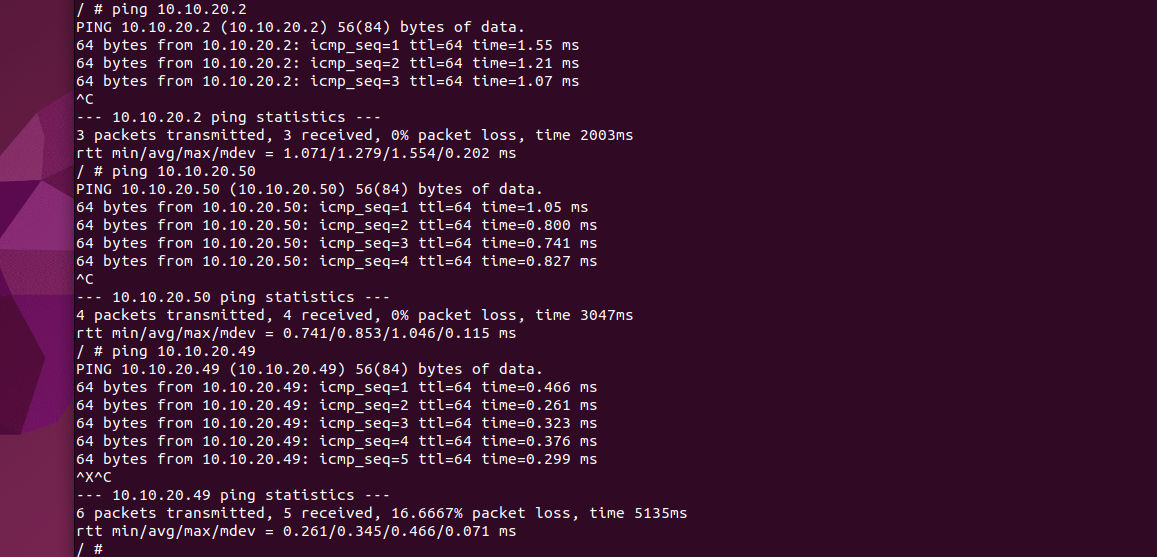 / # ping 10.10.20.2
PING 10.10.20.2 (10.10.20.2) 56(84) bytes of data.
64 bytes from 10.10.20.2: icmp_seq=1 ttl=64 time=1.55 ms
64 bytes from 10.10.20.2: icmp_seq=2 ttl=64 time=1.21 ms
64 bytes from 10.10.20.2: icmp_seq=3 ttl=64 time=1.07 ms
^C
--- 10.10.20.2 ping statistics ---
3 packets transmitted, 3 received, 0% packet loss, time 2003ms
rtt min/avg/max/mdev = 1.071/1.279/1.554/0.202 ms
/ # ping 10.10.20.50
PING 10.10.20.50 (10.10.20.50) 56(84) bytes of data.
64 bytes from 10.10.20.50: icmp_seq=1 ttl=64 time=1.05 ms
64 bytes from 10.10.20.50: icmp_seq=2 ttl=64 time=0.800 ms
64 bytes from 10.10.20.50: icmp_seq=3 ttl=64 time=0.741 ms
64 bytes from 10.10.20.50: icmp_seq=4 ttl=64 time=0.827 ms
^C
--- 10.10.20.50 ping statistics ---
4 packets transmitted, 4 received, 0% packet loss, time 3047ms
rtt min/avg/max/mdev = 0.741/0.853/1.046/0.115 ms
/ # ping 10.10.20.49
PING 10.10.20.49 (10.10.20.49) 56(84) bytes of data.
64 bytes from 10.10.20.49: icmp_seq=1 ttl=64 time=0.466 ms
64 bytes from 10.10.20.49: icmp_seq=2 ttl=64 time=0.261 ms
64 bytes from 10.10.20.49: icmp_seq=3 ttl=64 time=0.323 ms
64 bytes from 10.10.20.49: icmp_seq=4 ttl=64 time=0.376 ms
64 bytes from 10.10.20.49: icmp_seq=5 ttl=64 time=0.299 ms
^X^C
--- 10.10.20.49 ping statistics ---
6 packets transmitted, 5 received, 16.6667% packet loss, time 5135ms
rtt min/avg/max/mdev = 0.261/0.345/0.466/0.071 ms
/ #